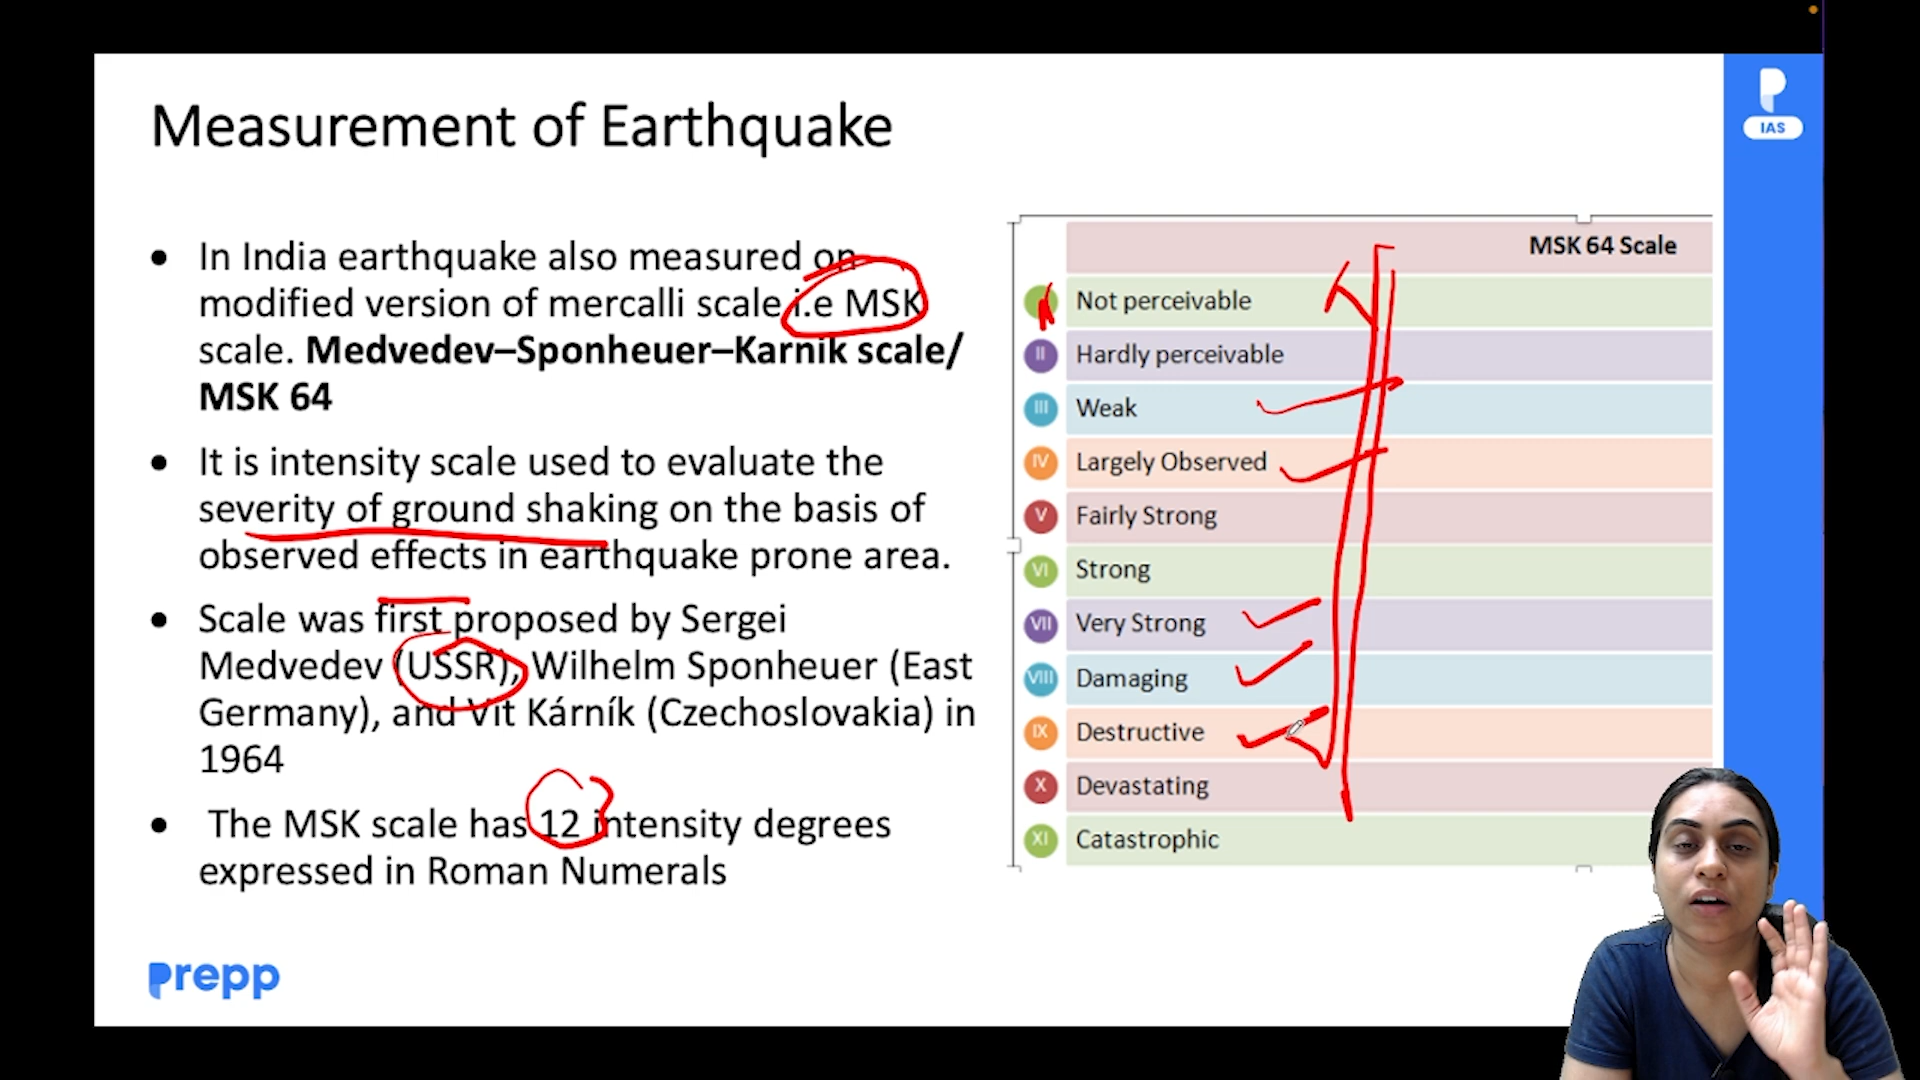 IAS
Measurement of Earthquake
• In India earthquake also measured on
modified version of mercalli scale i.e MSK
scale. Medvedev–Sponheuer–Karnik scale/
MSK 64
• It is intensity scale used to evaluate the
severity of ground shaking on the basis of
observed effects in earthquake prone area.
• Scale was first proposed by Sergei
Medvedev (USSR), Wilhelm Sponheuer (East
Germany), and Vit Kárník (Czechoslovakia) in
1964
• The MSK scale has 12 intensity degrees
expressed in Roman Numerals
MSK 64 Scale
Not perceivable
II Hardly perceivable
III Weak
IV Largely Observed
V Fairly Strong
VI Strong
VII Very Strong
VIII Damaging
IX Destructive
X Devastating
XI Catastrophic
prepp